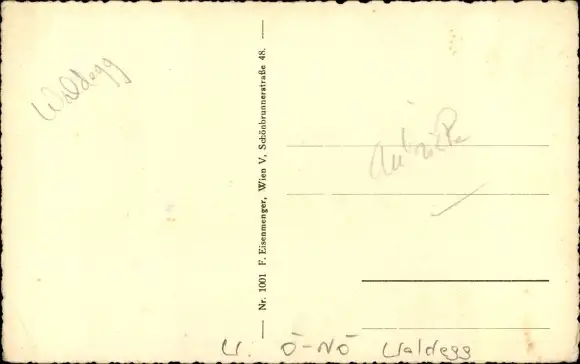 Waldegg
Nr. 1001 F. Eisenmenger, Wien V, Schönbrunnerstraße 48.
Ö-NÖ Waldegg